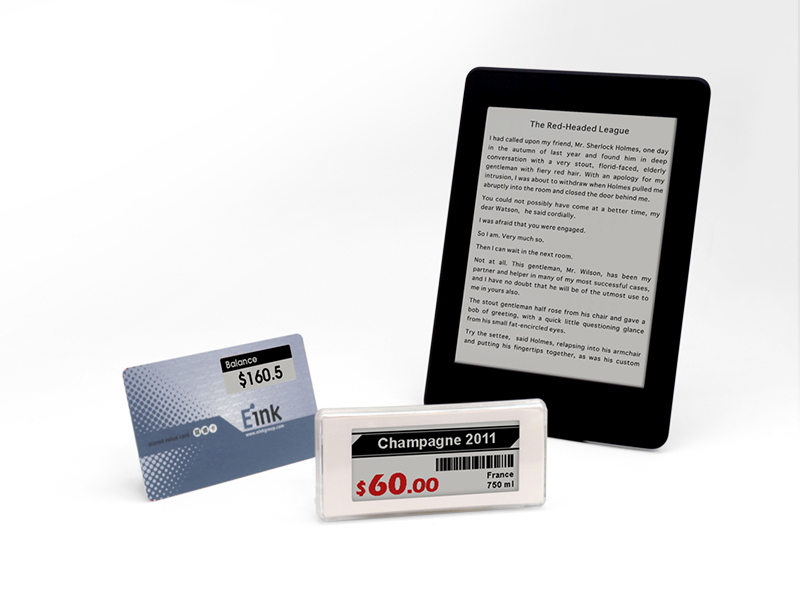 The Red-Headed League
I had called upon my friend, Mr. Sherlock Holmes, one day
in the autumn of last year and found him in deep
conversation with a very stout, florid-faced, elderly
gentleman with fiery red hair. With an apology for my
intrusion, I was about to withdraw when Holmes pulled me
abruptly into the room and closed the door behind me.
You could not possibly have come at a better time, my
dear Watson, he said cordially.
I was afraid that you were engaged.
So I am. Very much so.
Then I can wait in the next room.
Not at all. This gentleman, Mr. Wilson, has been my
partner and helper in many of my most successful cases,
and I have no doubt that he will be of the utmost use to
me in yours also.
The stout gentleman half rose from his chair and gave a
bob of greeting, with a quick little questioning glance
from his small fat-encircled eyes.
Try the settee, said Holmes, relapsing into his armchair
and putting his fingertips together, as was his custom
Balance
$160.5
stored value card
Eink
www.einkgroup.com
Champagne 2011
$60.00
France
750 ml